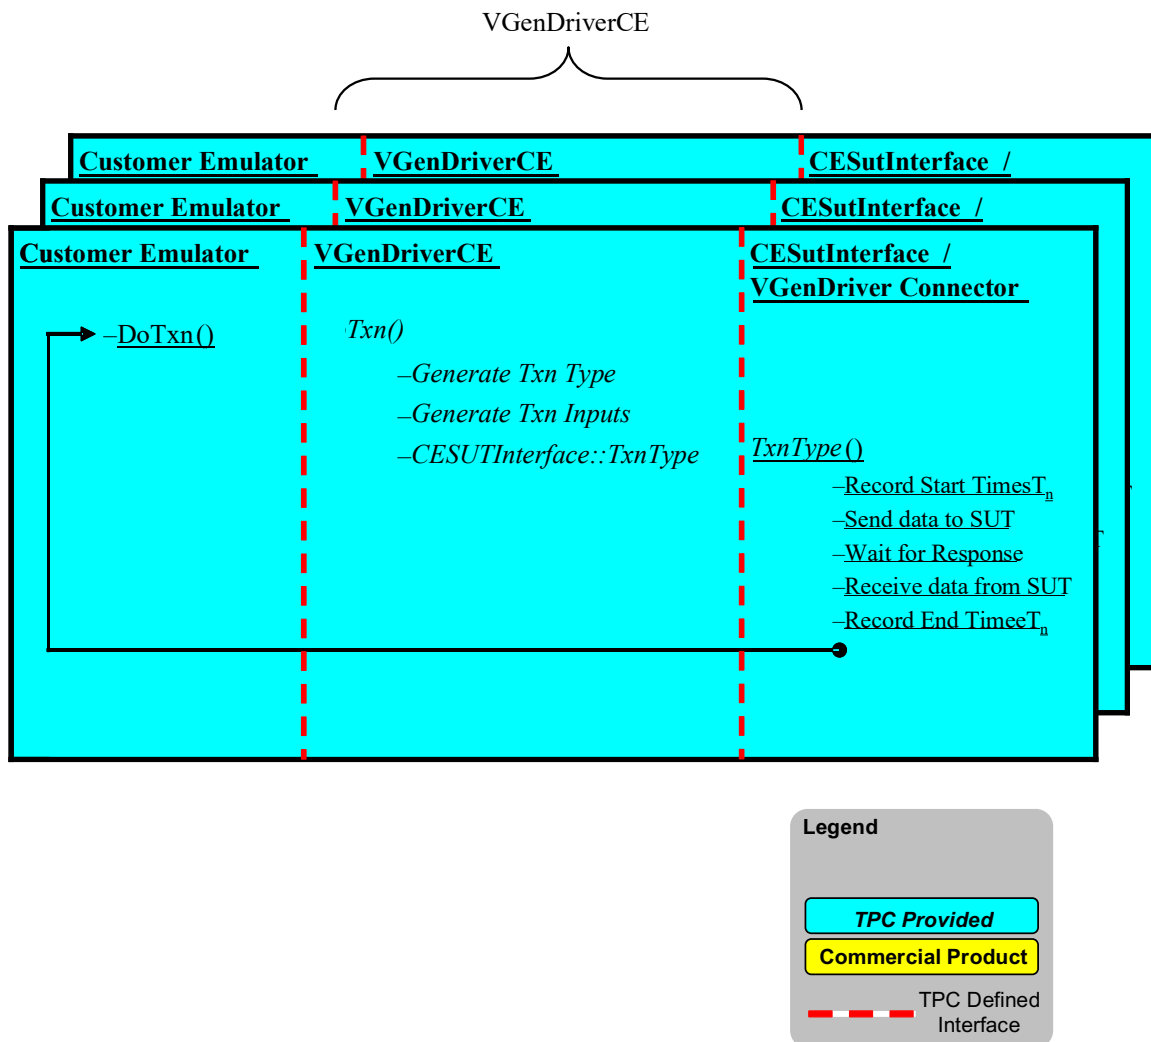 VGenDriverCE
Customer Emulator VGenDriverCE CESutInterface /
Customer Emulator VGenDriverCE CESutInterface /
Customer Emulator VGenDriverCE CESutInterface /
VGenDriver Connector
–DoTxn() Txn()
–Generate Txn Type
–Generate Txn Inputs
–CESUTInterface::TxnType TxnType()
–Record Start TimesTn
–Send data to SUT
–Wait for Response
–Receive data from SUT
–Record End TimeeTn
Legend
TPC Provided
Commercial Product
TPC Defined
Interface